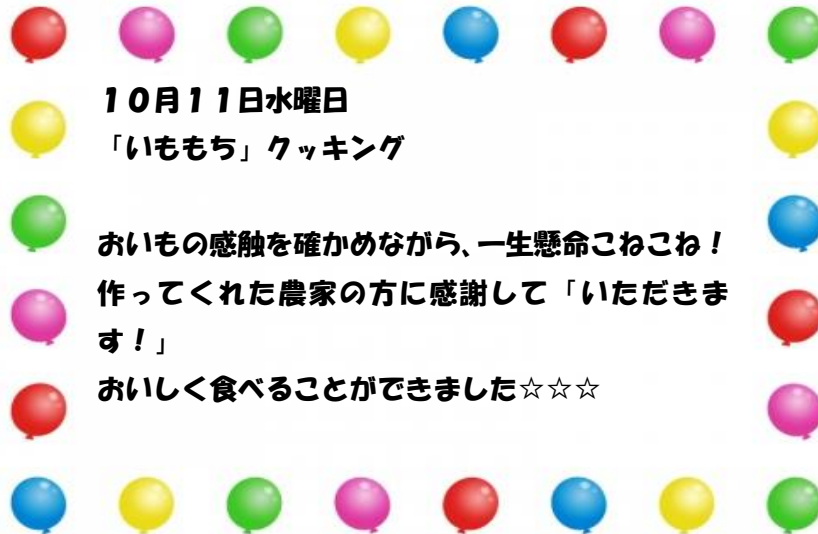 １０月１１日水曜日
「いももち」クッキング
おいもの感触を確かめながら、一生懸命こねこね！
作ってくれた農家の方に感謝して「いただきま
す！」
おいしく食べることができました☆☆☆